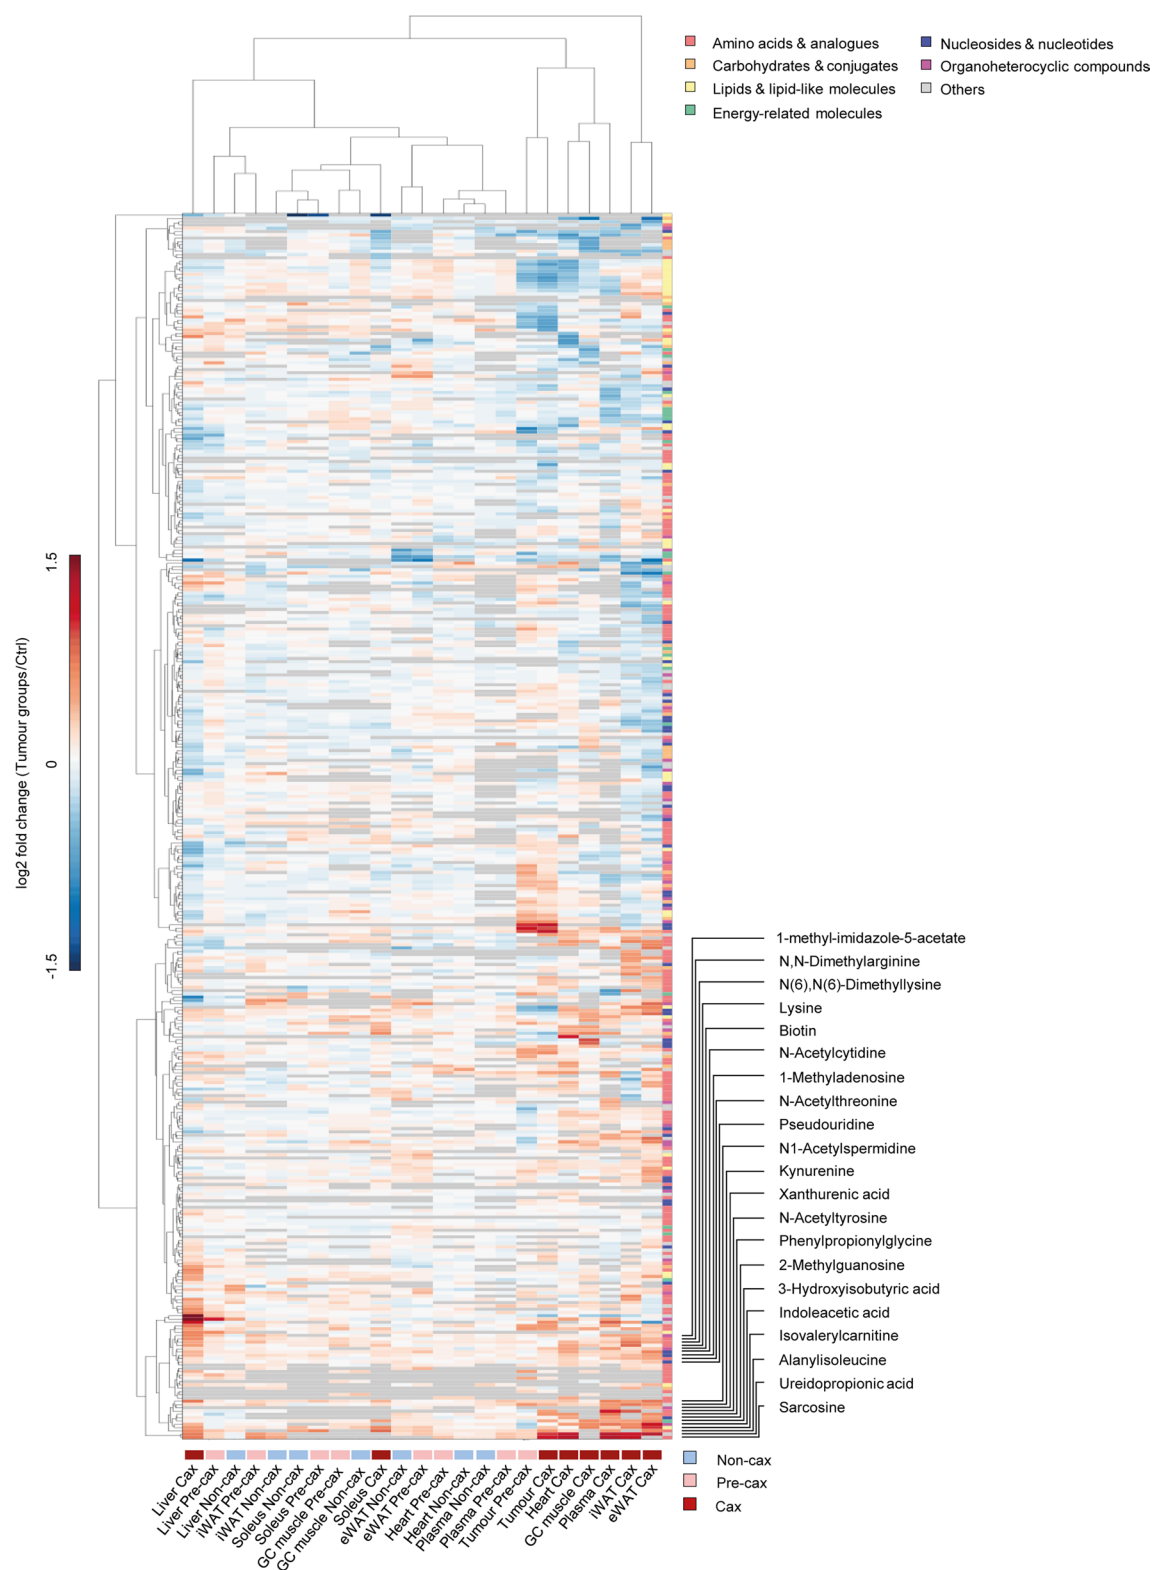 Amino acids & analogues
Carbohydrates & conjugates
Lipids & lipid-like molecules
Energy-related molecules
Nucleosides & nucleotides
Organoheterocyclic compounds
Others
log2 fold change (Tumour groups/Ctrl)
1.5
0
-1.5
1-methyl-imidazole-5-acetate
N,N-Dimethylarginine
N(6),N(6)-Dimethyllysine
Lysine
Biotin
N-Acetylcytidine
1-Methyladenosine
N-Acetylthreonine
Pseudouridine
N1-Acetylspermidine
Kynurenine
Xanthurenic acid
N-Acetyltyrosine
Phenylpropionylglycine
2-Methylguanosine
3-Hydroxyisobutyric acid
Indoleacetic acid
Isovalerylcarnitine
Alanylisoleucine
Ureidopropionic acid
Sarcosine
Liver Cax
Liver Pre-cax
Liver Non-cax
iWAT Pre-cax
iWAT Non-cax
Soleus Non-cax
Soleus Pre-cax
GC muscle Pre-cax
GC muscle Non-cax
Soleus Cax
eWAT Non-cax
eWAT Pre-cax
Heart Pre-cax
Heart Non-cax
Plasma Non-cax
Plasma Pre-cax
Tumour Pre-cax
Tumour Cax
Heart Cax
GC muscle Cax
Plasma Cax
iWAT Cax
eWAT Cax
Non-cax
Pre-cax
Cax